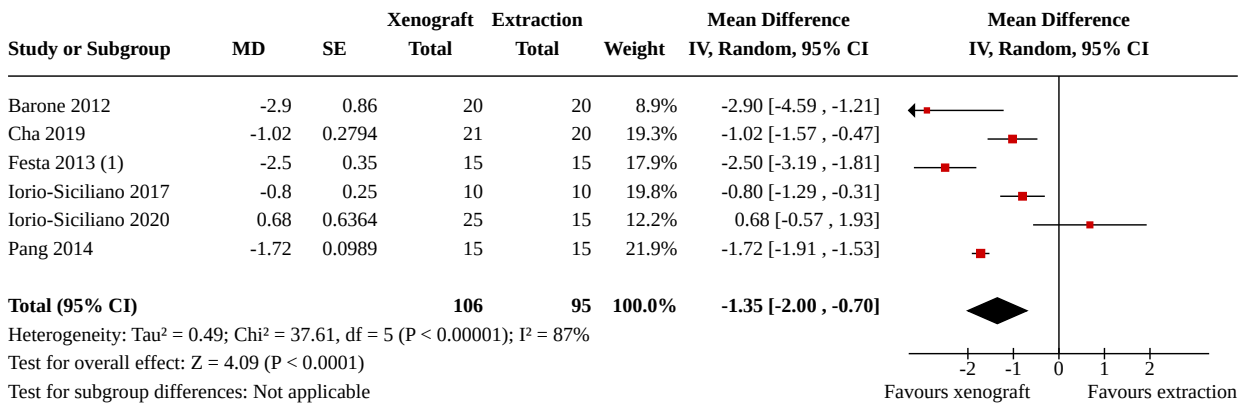 Xenograft Extraction Mean Difference Mean Difference
Study or Subgroup MD SE Total Total Weight IV, Random, 95% CI IV, Random, 95% CI
Barone 2012 -2.9 0.86 20 20 8.9% -2.90 [-4.59 , -1.21]
Cha 2019 -1.02 0.2794 21 20 19.3% -1.02 [-1.57 , -0.47]
Festa 2013 (1) -2.5 0.35 15 15 17.9% -2.50 [-3.19 , -1.81]
Iorio-Siciliano 2017 -0.8 0.25 10 10 19.8% -0.80 [-1.29 , -0.31]
Iorio-Siciliano 2020 0.68 0.6364 25 15 12.2% 0.68 [-0.57 , 1.93]
Pang 2014 -1.72 0.0989 15 15 21.9% -1.72 [-1.91 , -1.53]
Total (95% CI) 106 95 100.0% -1.35 [-2.00 , -0.70]
Heterogeneity: Tau² = 0.49; Chi² = 37.61, df = 5 (P < 0.00001); I² = 87%
Test for overall effect: Z = 4.09 (P < 0.0001) -2 -1 0 1 2
Test for subgroup differences: Not applicable Favours xenograft Favours extraction